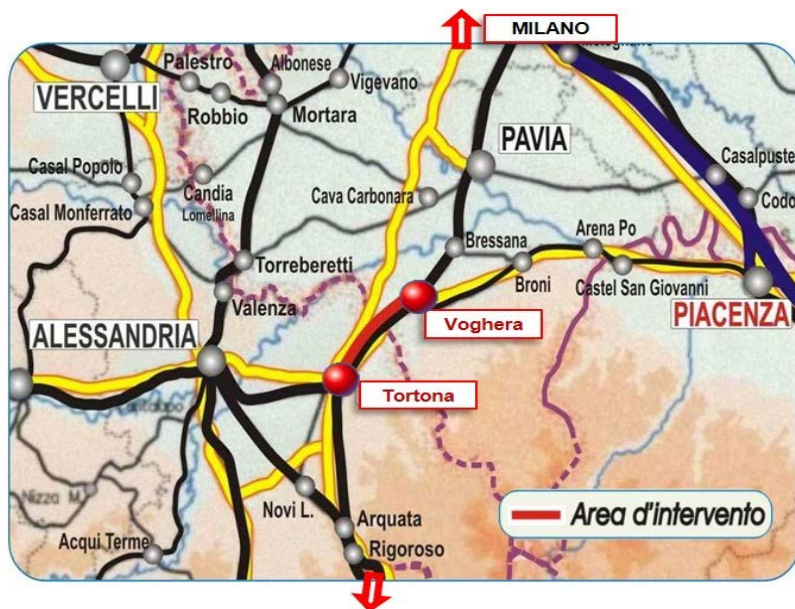 MILANO
Palestro
Albonese
Vigevano
VERCELLI
Robbio
Mortara
PAVIA
Casal Popolo
Candia
Lomellina
Cava Carbonara
Casalpuste
Codo
Casal Monferrato
Bressana
Arena Po
Torreberetti
Broni
Castel San Giovanni
Valenza
PIACENZA
ALESSANDRIA
Voghera
Tortona
Nizza M.
Novi L.
Arquata
Area d'intervento
Acqui Terme
Rigoroso